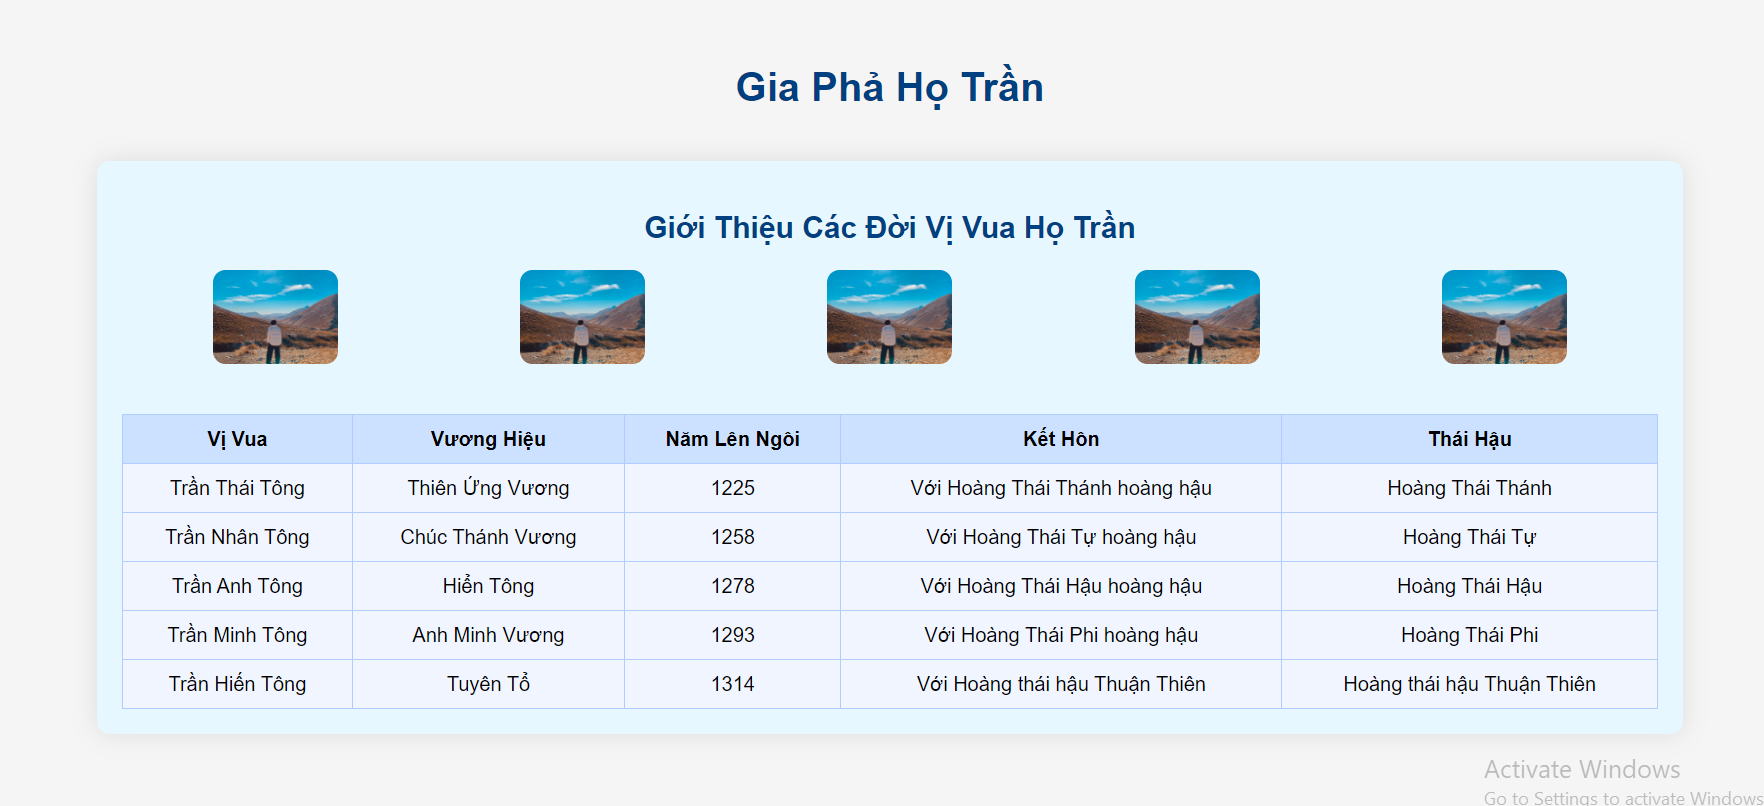 Gia Phả Họ Trần
Giới Thiệu Các Đời Vị Vua Họ Trần
Vị Vua Vương Hiệu Năm Lên Ngôi Kết Hôn Thái Hậu
Trần Thái Tông Thiên Ứng Vương 1225 Với Hoàng Thái Thánh hoàng hậu Hoàng Thái Thánh
Trần Nhân Tông Chúc Thánh Vương 1258 Với Hoàng Thái Tự hoàng hậu Hoàng Thái Tự
Trần Anh Tông Hiển Tông 1278 Với Hoàng Thái Hậu hoàng hậu Hoàng Thái Hậu
Trần Minh Tông Anh Minh Vương 1293 Với Hoàng Thái Phi hoàng hậu Hoàng Thái Phi
Trần Hiến Tông Tuyên Tổ 1314 Với Hoàng thái hậu Thuận Thiên Hoàng thái hậu Thuận Thiên
Activate Windows
Go to Settings to activate Windows